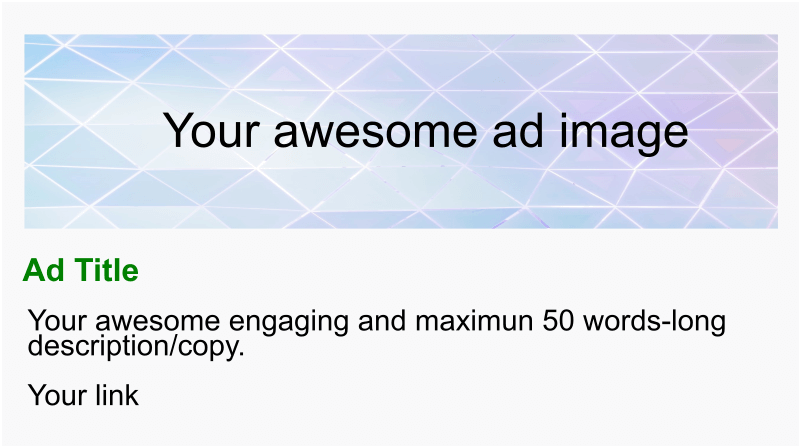 Your awesome ad image
Ad Title
Your awesome engaging and maximun 50 words-long
description/copy.
Your link